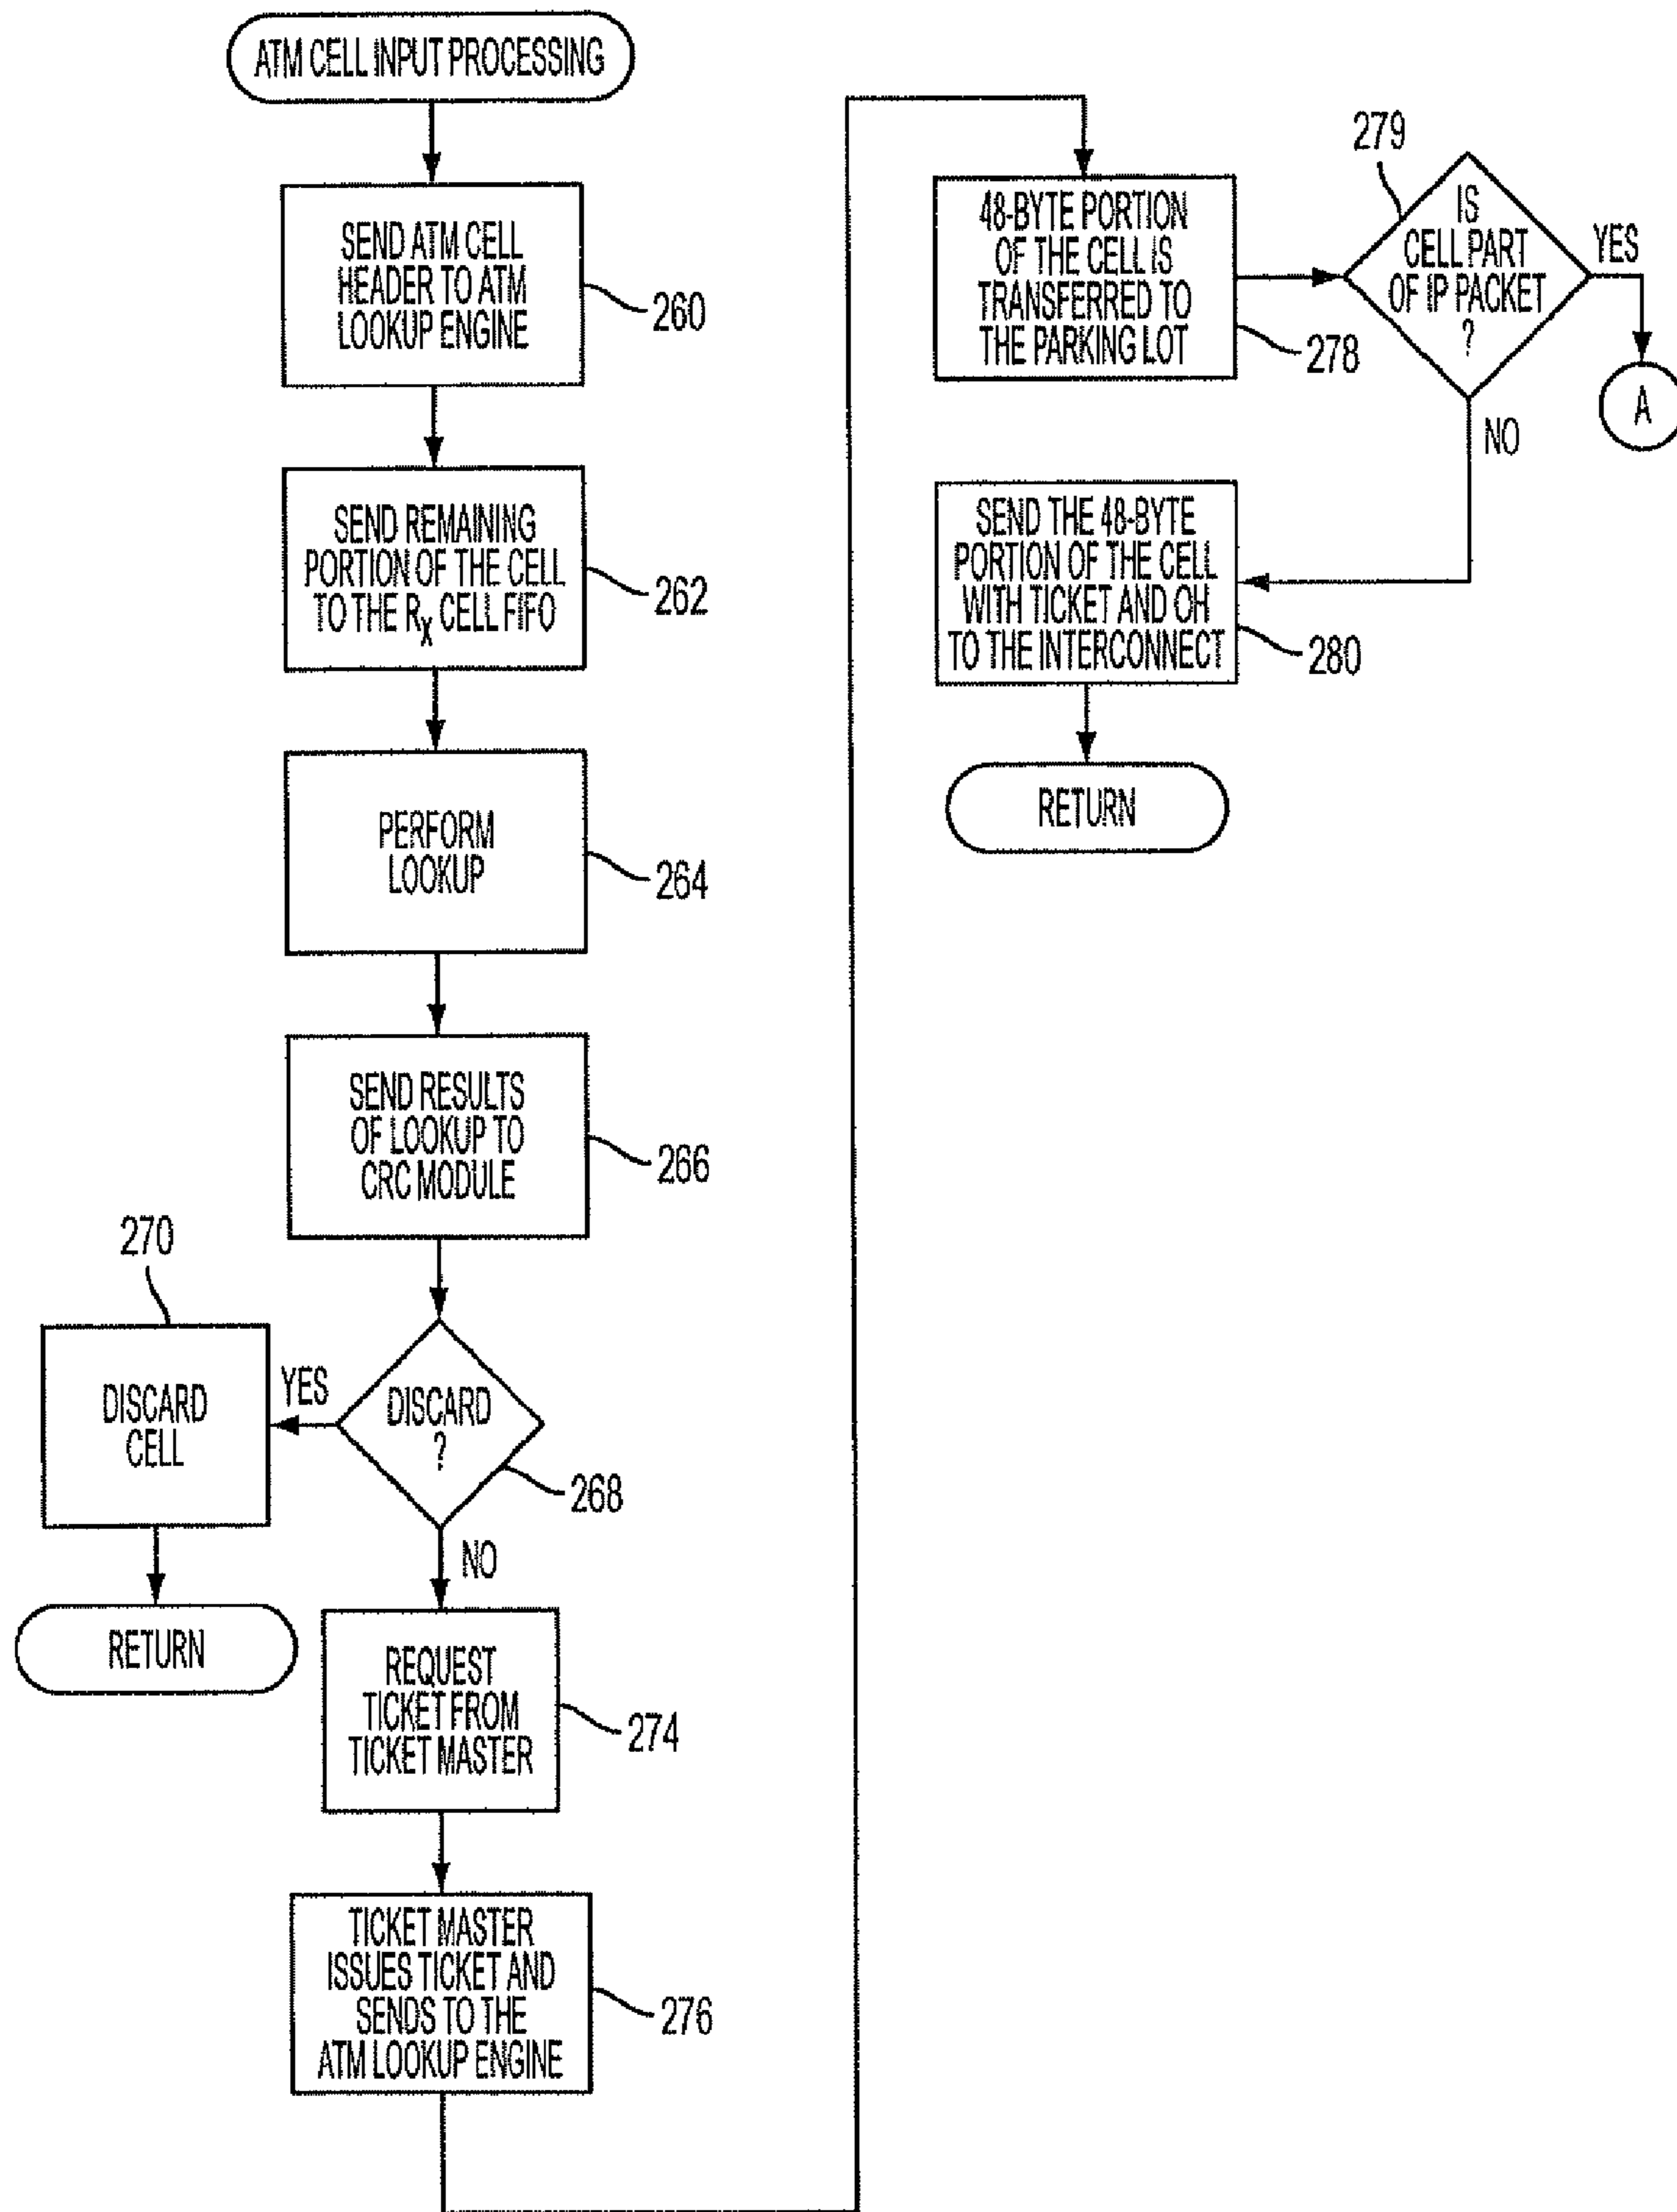 ATM CELL INPUT PROCESSING
SEND ATM CELL
HEADER TO ATM
LOOKUP ENGINE
260
SEND REMAINING
PORTION OF THE CELL
TO THE RX CELL FIFO
262
PERFORM
LOOKUP
264
SEND RESULTS
OF LOOKUP TO
CRC MODULE
266
270
DISCARD
CELL
YES
DISCARD
?
268
RETURN
NO
REQUEST
TICKET FROM
TICKET MASTER
274
TICKET MASTER
ISSUES TICKET AND
SENDS TO THE
ATM LOOKUP ENGINE
276
48-BYTE PORTION
OF THE CELL IS
TRANSFERRED TO
THE PARKING LOT
278
279
IS
CELL PART
OF IP PACKET
?
YES
A
NO
SEND THE 48-BYTE
PORTION OF THE CELL
WITH TICKET AND OH
TO THE INTERCONNECT
280
RETURN